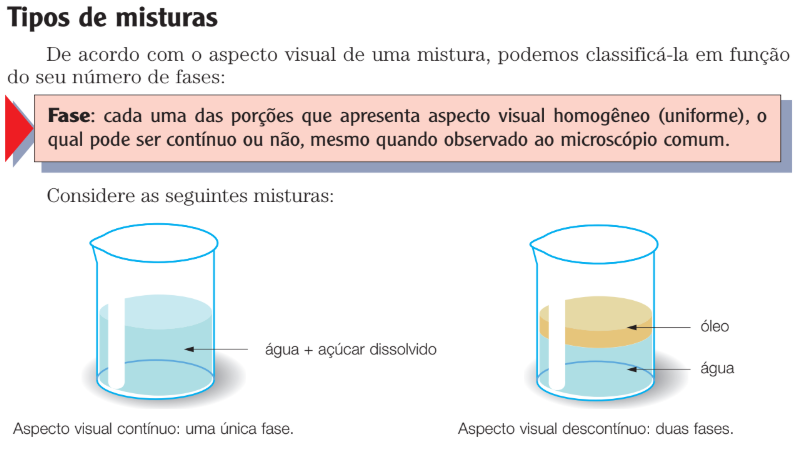 Tipos de misturas
De acordo com o aspecto visual de uma mistura, podemos classificá-la em função
do seu número de fases:
Fase: cada uma das porções que apresenta aspecto visual homogêneo (uniforme), o
qual pode ser contínuo ou não, mesmo quando observado ao microscópio comum.
Considere as seguintes misturas:
água + açúcar dissolvido
óleo
água
Aspecto visual contínuo: uma única fase.
Aspecto visual descontínuo: duas fases.